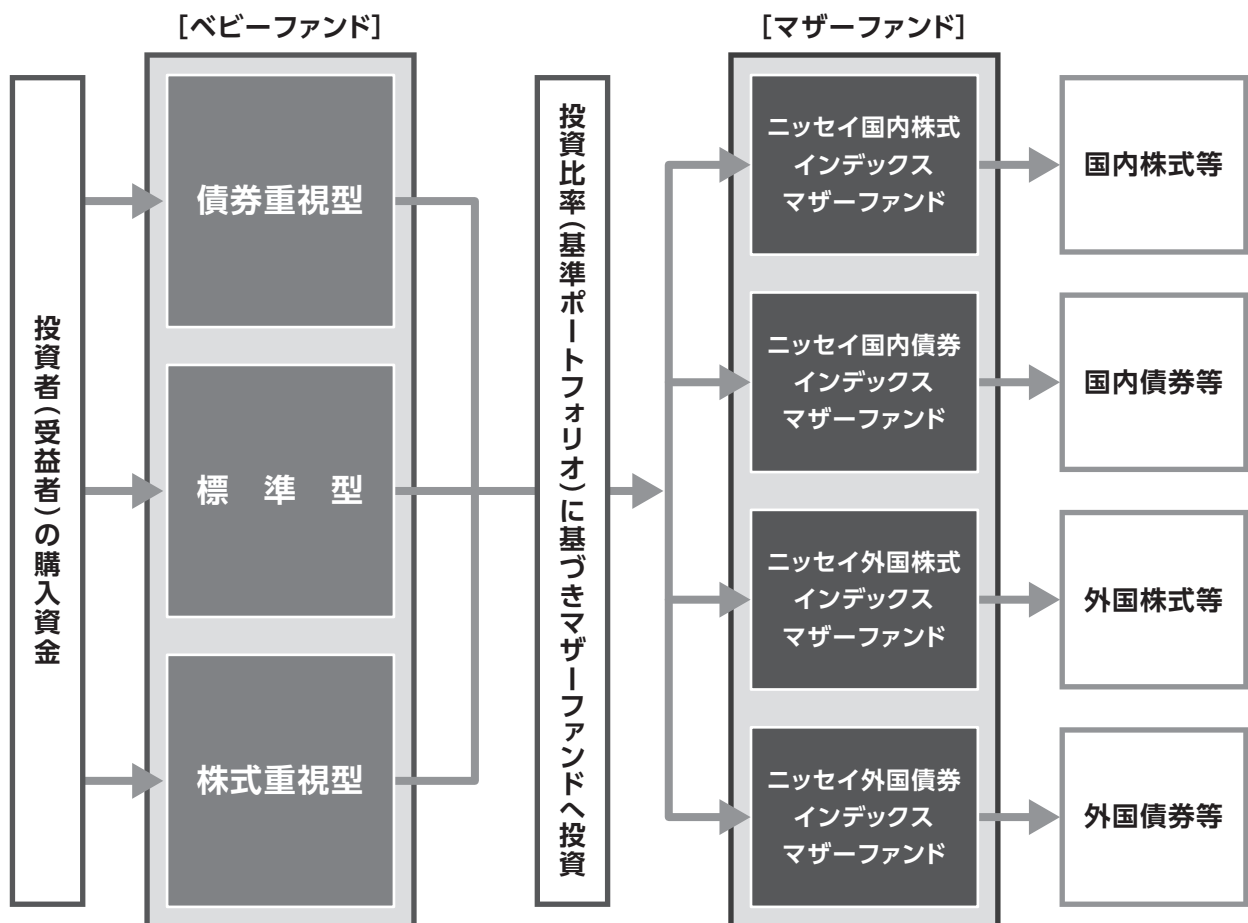 [ベビーファンド]
[マザーファンド]
投資者(受益者)の購入資金
債券重視型
標 準 型
株式重視型
投資比率(基準ポートフォリオ)に基づきマザーファンドへ投資
ニッセイ国内株式
インデックス
マザーファンド
国内株式等
ニッセイ国内債券
インデックス
マザーファンド
国内債券等
ニッセイ外国株式
インデックス
マザーファンド
外国株式等
ニッセイ外国債券
インデックス
マザーファンド
外国債券等